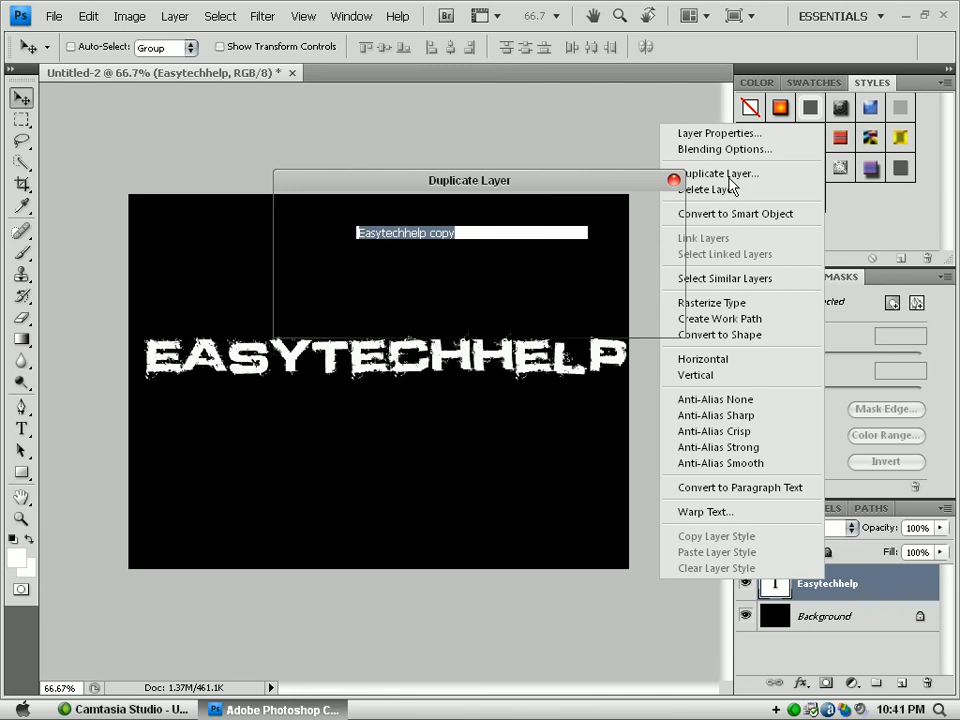 Ps File Edit Image Layer Select Filter View Window Help Br 66.7 ESSENTIALS
Auto-Select: Group Show Transform Controls
Untitled-2 @ 66.7% (Easytechhelp, RGB/8) * ×
COLOR SWATCHES STYLES
Layer Properties...
Blending Options...
Duplicate Layer
uplicate Layer...
Delete Laye
Convert to Smart Object
Easytechhelp copy
Link Layers
Select Linked Layers
Select Similar Layers
MASKS
ected
Rasterize Type
Create Work Path
Convert to Shape
EASYTECHHELP
Horizontal
Vertical
Anti-Alias None
Anti-Alias Sharp
Anti-Alias Crisp
Anti-Alias Strong
Anti-Alias Smooth
Mask Edge...
Color Range...
Invert
Convert to Paragraph Text
Warp Text...
Copy Layer Style
Paste Layer Style
Clear Layer Style
ELS PATHS
Opacity: 100%
Fill: 100%
T Easytechhelp
Background
66.67% Doc: 1.37M/461.1K
Camtasia Studio - U... Ps Adobe Photoshop C... 10:41 PM